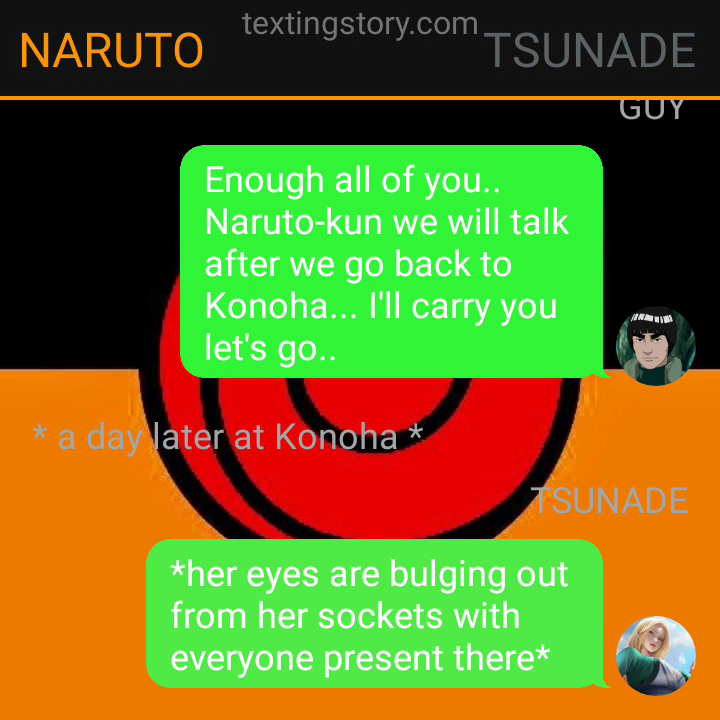 textingstory.com
NARUTO
TSUNADE
GUY
Enough all of you..
Naruto-kun we will talk
after we go back to
Konoha... I'll carry you
let's go..
* a day later at Konoha *
TSUNADE
*her eyes are bulging out
from her sockets with
everyone present there*